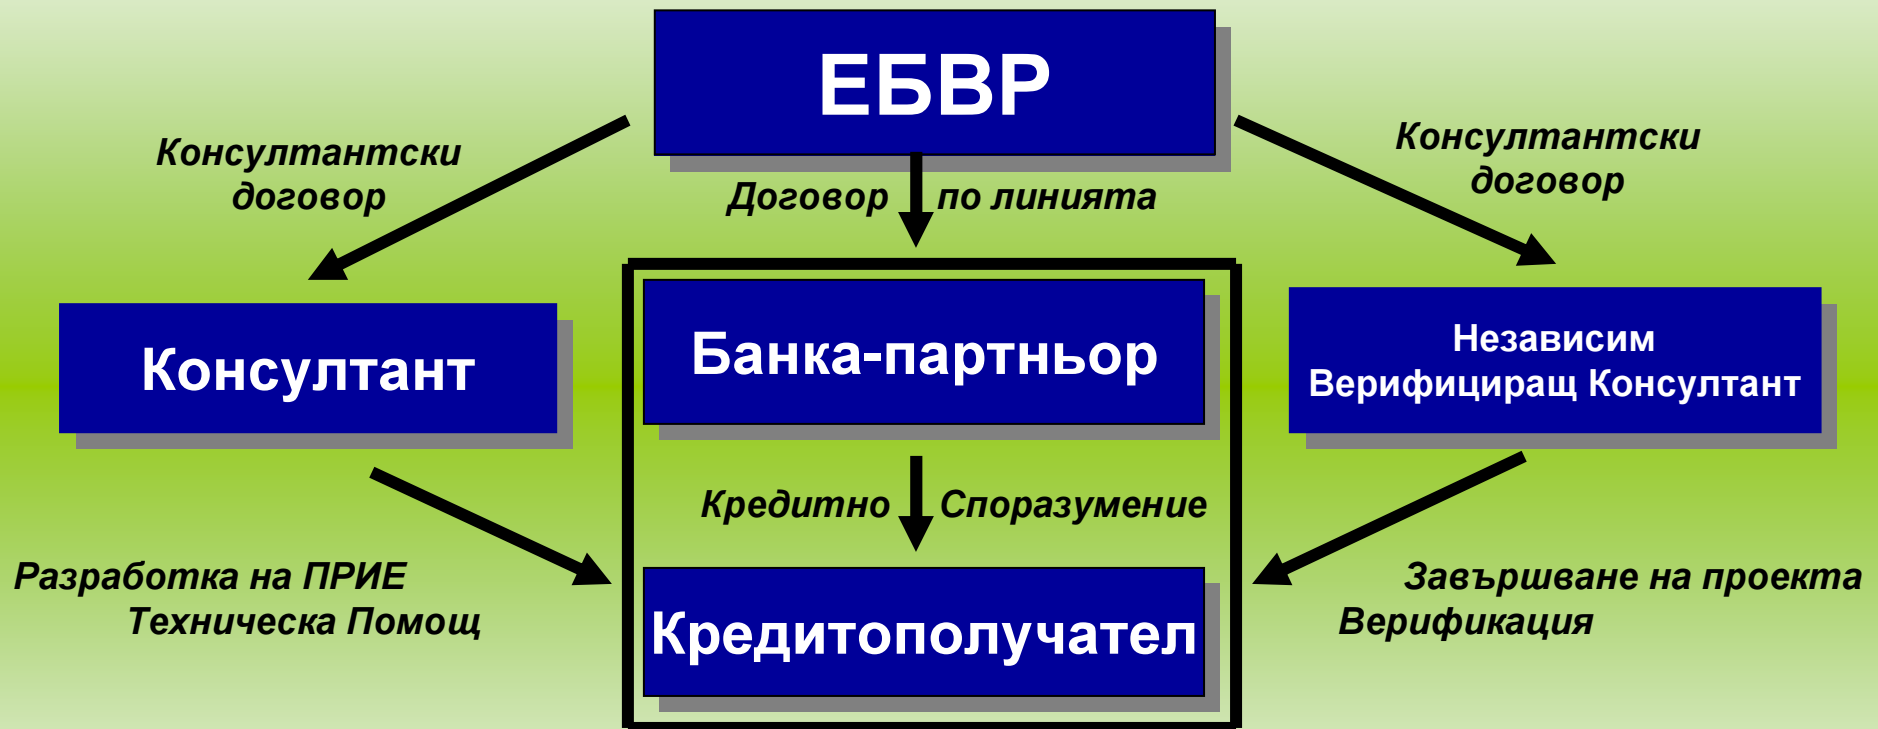 ЕБВР
Консултантски
договор
Договор по линията
Консултантски
договор
Консултант
Банка-партньор
Независим
Верифициращ Консултант
Кредитно Споразумение
Разработка на ПРИЕ
Техническа Помощ
Кредитополучател
Завършване на проекта
Верификация